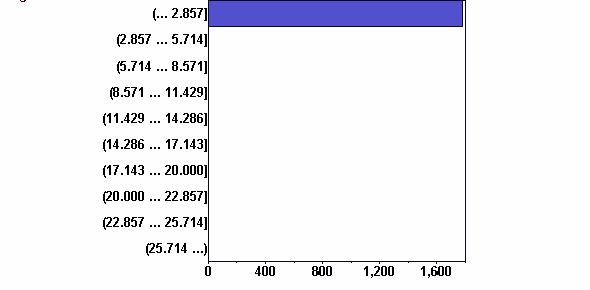 (... 2.857]
(2.857 ... 5.714]
(5.714 ... 8.571]
(8.571 ... 11.429]
(11.429 ... 14.286]
(14.286 ... 17.143]
(17.143 ... 20.000]
(20.000 ... 22.857]
(22.857 ... 25.714]
(25.714 ...)
0 400 800 1,200 1,600